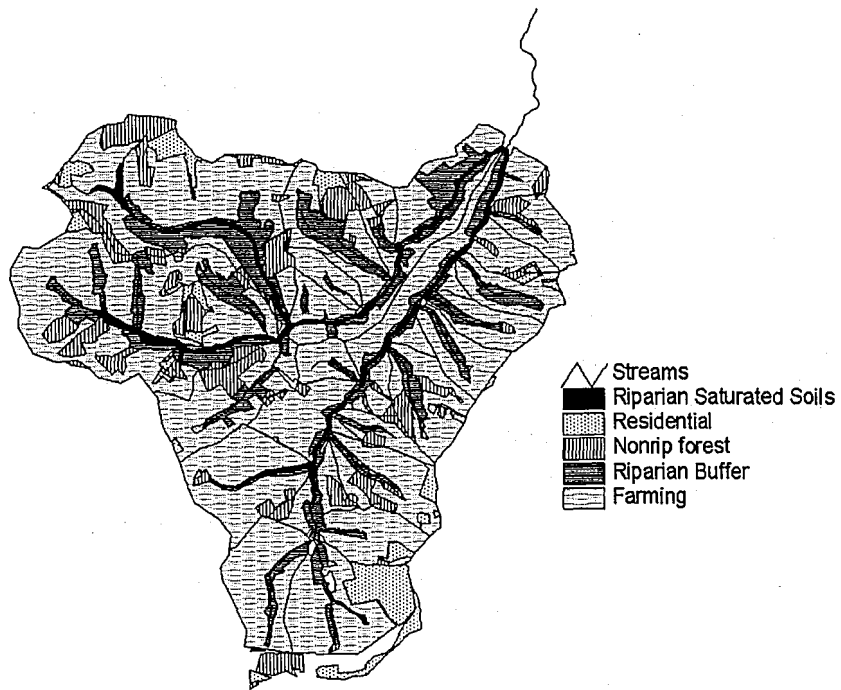 Streams
Riparian Saturated Soils
Residential
Nonrip forest
Riparian Buffer
Farming